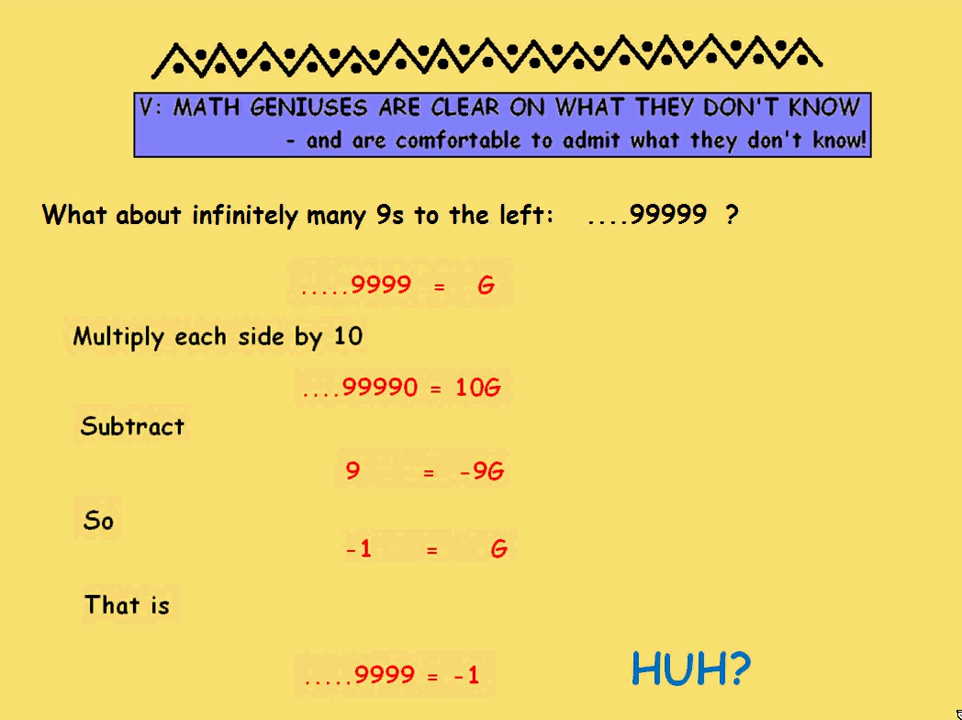 V: MATH GENIUSES ARE CLEAR ON WHAT THEY DON'T KNOW
- and are comfortable to admit what they don't know!
What about infinitely many 9s to the left: ....99999 ?
.....9999 = G
Multiply each side by 10
....99990 = 10G
Subtract
9 = -9G
So
-1 = G
That is
.....9999 = -1
HUH?